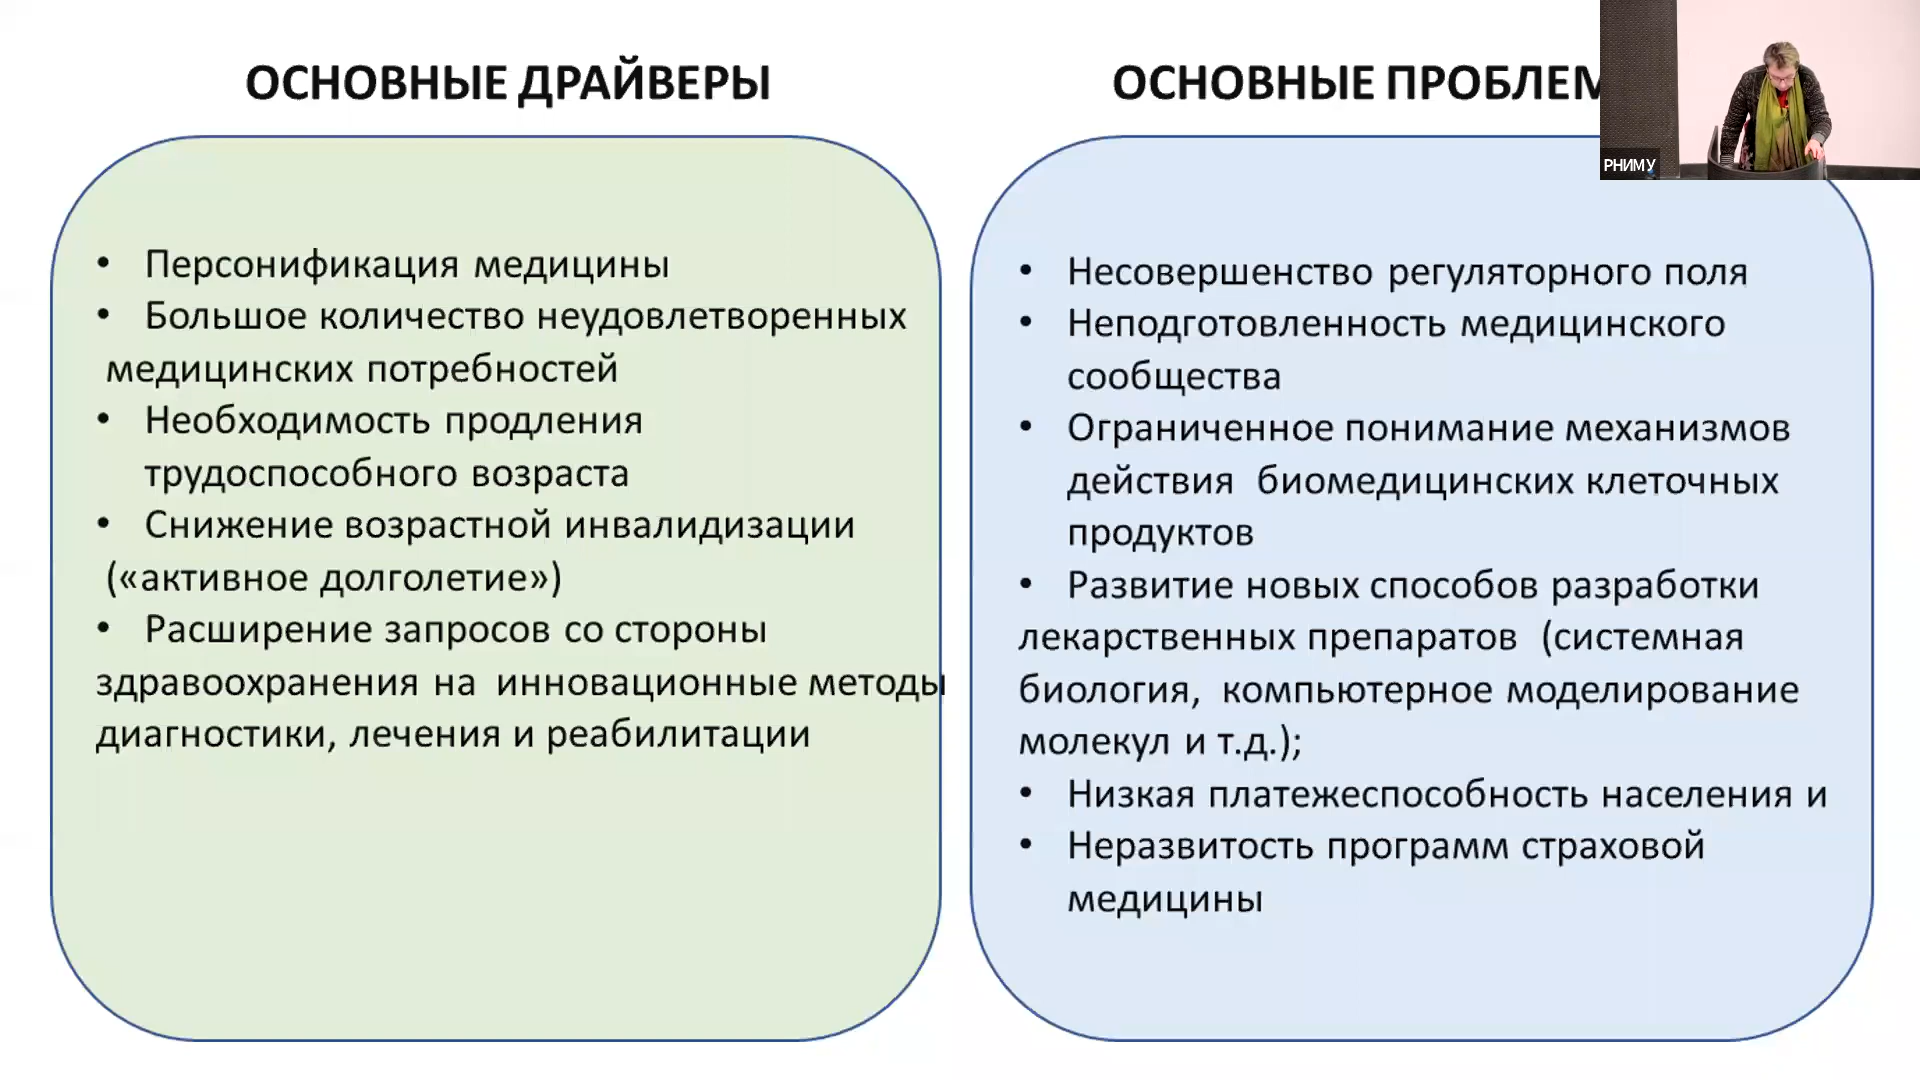 ОСНОВНЫЕ ДРАЙВЕРЫ
• Персонификация медицины
• Большое количество неудовлетворенных
медицинских потребностей
• Необходимость продления
трудоспособного возраста
• Снижение возрастной инвалидизации
(«активное долголетие»)
• Расширение запросов со стороны
здравоохранения на инновационные методы
диагностики, лечения и реабилитации
ОСНОВНЫЕ ПРОБЛЕМ
• Несовершенство регуляторного поля
• Неподготовленность медицинского
сообщества
• Ограниченное понимание механизмов
действия биомедицинских клеточных
продуктов
• Развитие новых способов разработки
лекарственных препаратов (системная
биология, компьютерное моделирование
молекул и т.д.);
• Низкая платежеспособность населения и
• Неразвитость программ страховой
медицины
РНИМУ